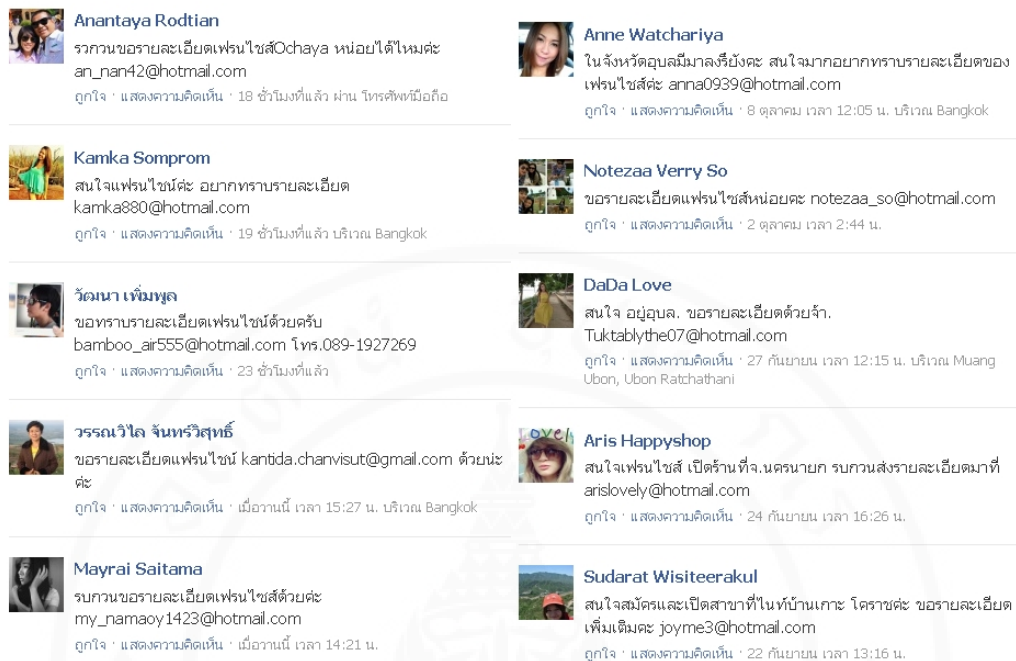 Anantaya Rodtian
รวกวนขอรายละเอียดเฟรนไชส์Ochaya หน่อยได้ไหมค่ะ
an_nan42@hotmail.com
ถูกใจ · แสดงความคิดเห็น · 18 ชั่วโมงที่แล้ว ผ่าน โทรศัพท์มือถือ
Kamka Somprom
สนใจแฟรนไชน์ค่ะ อยากทราบรายละเอียด
kamka880@hotmail.com
ถูกใจ · แสดงความคิดเห็น · 19 ชั่วโมงที่แล้ว บริเวณ Bangkok
วัฒนา เพิ่มพูล
ขอทราบรายละเอียดเฟรนไชน์ด้วยครับ
bamboo_air555@hotmail.com โทร.089-1927269
ถูกใจ · แสดงความคิดเห็น · 23 ชั่วโมงที่แล้ว
วรรณวิไล จันทร์วิสุทธิ์
ขอรายละเอียดแฟรนไชน์ kantida.chanvisut@gmail.com ด้วยน่ะ
ค่ะ
ถูกใจ · แสดงความคิดเห็น · เมื่อวานนี้ เวลา 15:27 น. บริเวณ Bangkok
Mayrai Saitama
รบกวนขอรายละเอียดเฟรนไชส์ด้วยค่ะ
my_namaoy1423@hotmail.com
ถูกใจ · แสดงความคิดเห็น · เมื่อวานนี้ เวลา 14:21 น.
Anne Watchariya
ในจังหวัดอุบลมีมาลงรึยังคะ สนใจมากอยากทราบรายละเอียดของ
เฟรนไชส์ค่ะ anna0939@hotmail.com
ถูกใจ · แสดงความคิดเห็น · 8 ตุลาคม เวลา 12:05 น. บริเวณ Bangkok
Notezaa Verry So
ขอรายละเอียดแฟรนไซส์หน่อยคะ notezaa_so@hotmail.com
ถูกใจ · แสดงความคิดเห็น · 2 ตุลาคม เวลา 2:44 น.
DaDa Love
สนใจ อยู่อุบล. ขอรายละเอียดด้วยจ้า.
Tuktablythe07@hotmail.com
ถูกใจ · แสดงความคิดเห็น · 27 กันยายน เวลา 12:15 น. บริเวณ Muang
Ubon, Ubon Ratchathani
Aris Happyshop
สนใจเฟรนไชส์ เปิดร้านที่จ.นครนายก รบกวนส่งรายละเอียดมาที่
arislovely@hotmail.com
ถูกใจ · แสดงความคิดเห็น · 24 กันยายน เวลา 16:26 น.
Sudarat Wisiteerakul
สนใจสมัครและเปิดสาขาที่ไนท์บ้านเกาะ โคราชค่ะ ขอรายละเอียด
เพิ่มเติมคะ joyme3@hotmail.com
ถูกใจ · แสดงความคิดเห็น · 22 กันยายน เวลา 13:16 น.